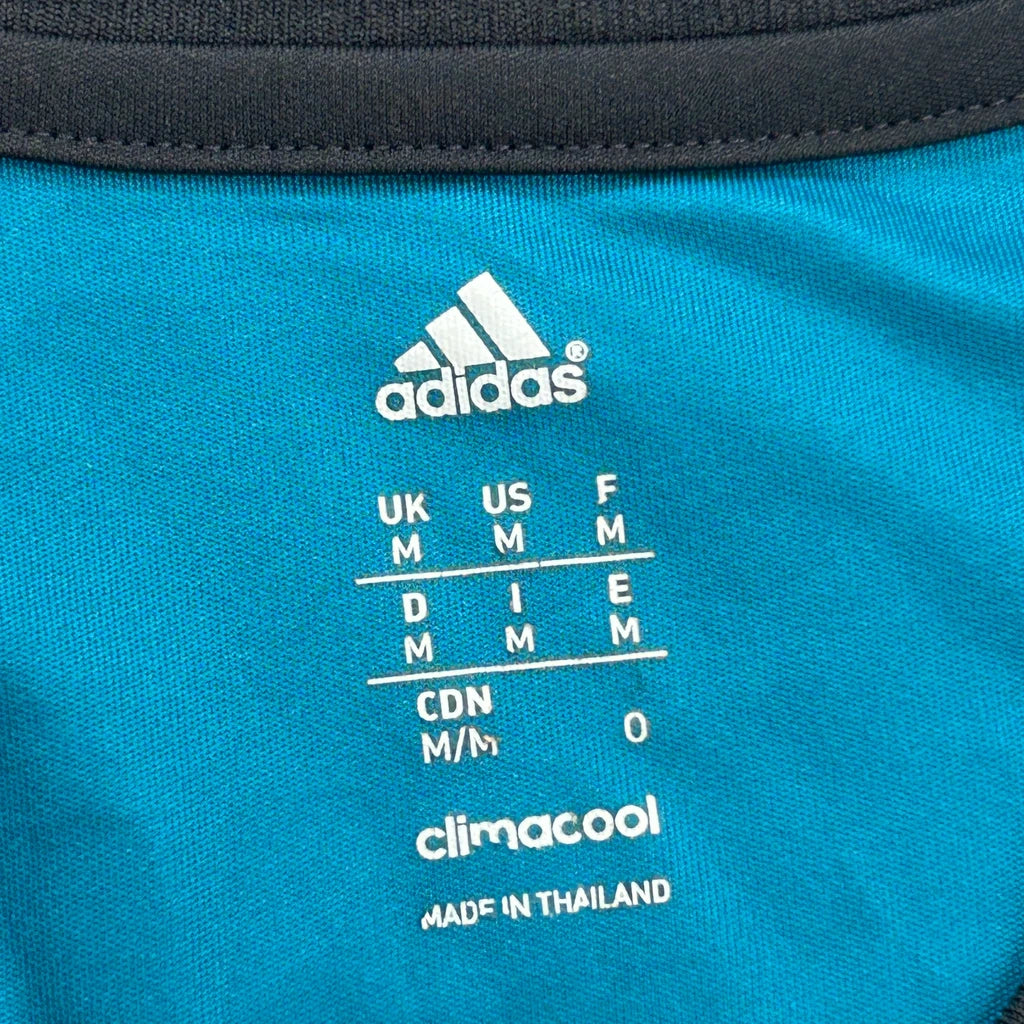 adidas®
UK US F
M M M
D I E
M M M
CDN
M/M O
climacool
MADE IN THAILAND